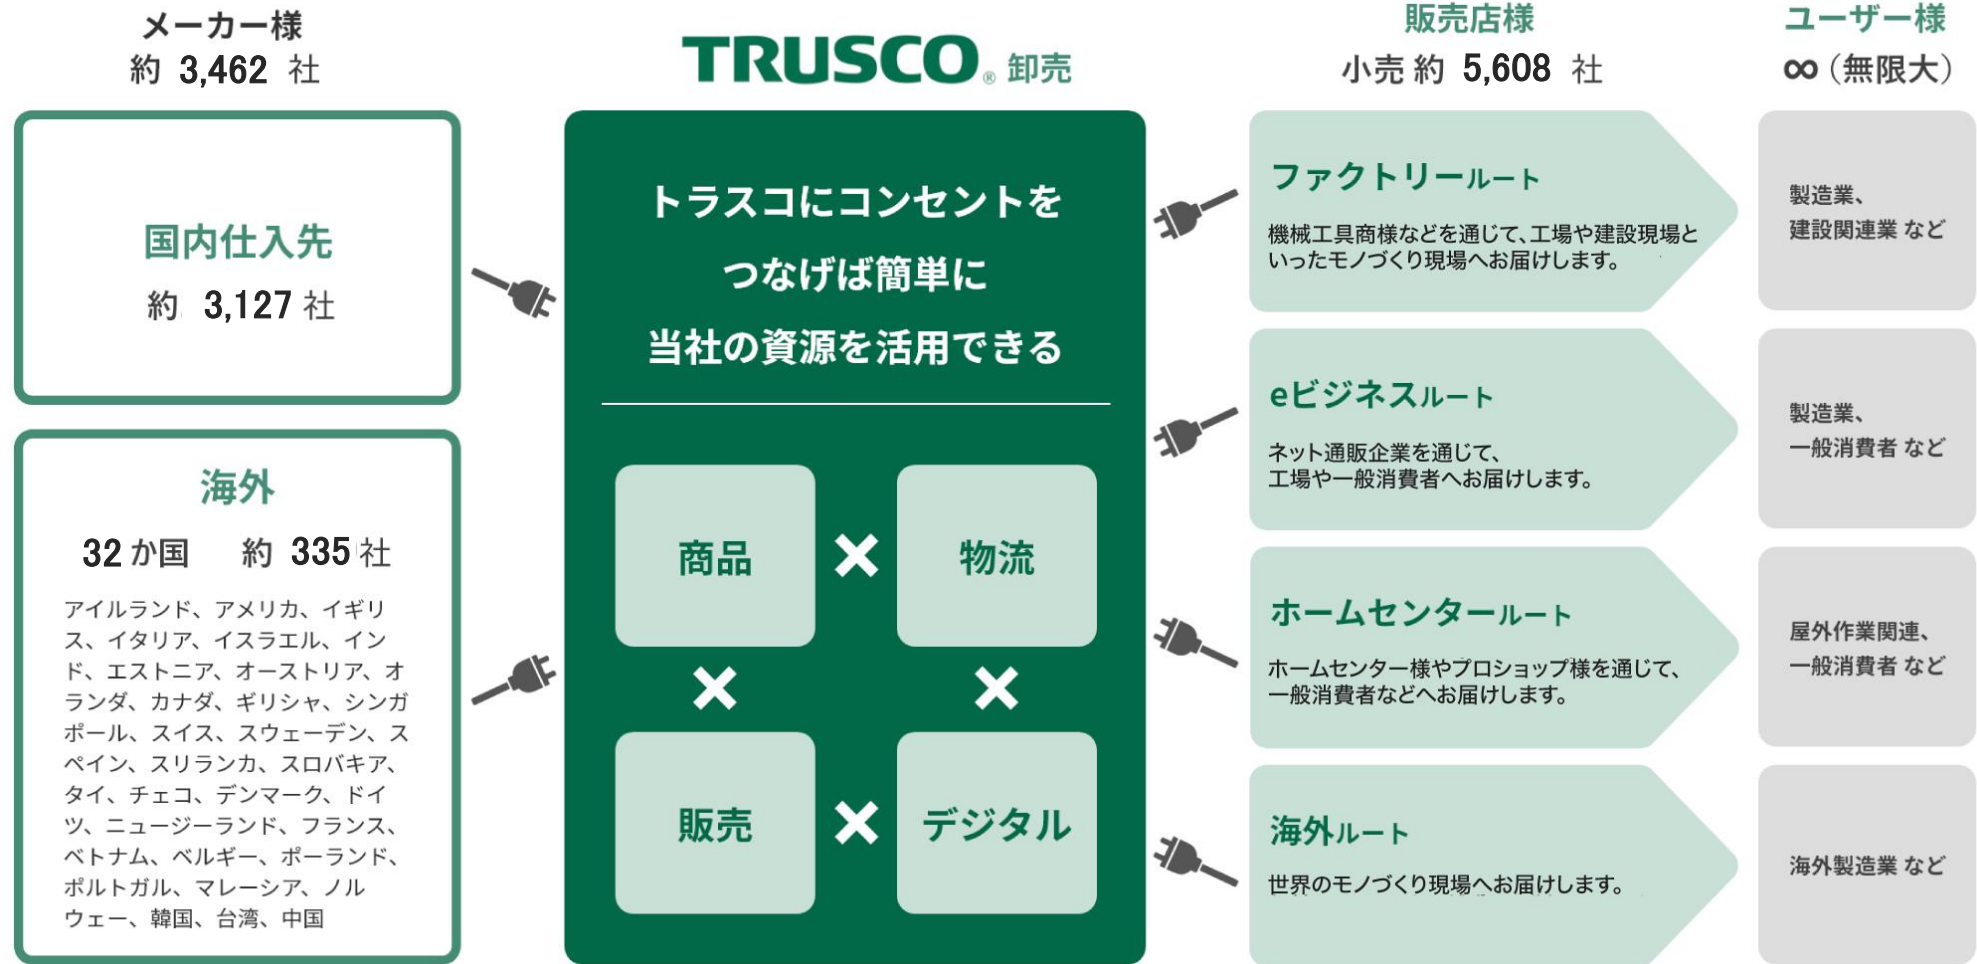 メーカー様
約 3,462 社
国内仕入先
約 3,127 社
海外
32か国 約 335 社
アイルランド、アメリカ、イギリ
ス、イタリア、イスラエル、イン
ド、エストニア、オーストリア、オ
ランダ、カナダ、ギリシャ、シンガ
ポール、スイス、スウェーデン、ス
ペイン、スリランカ、スロバキア、
タイ、チェコ、デンマーク、ドイ
ツ、ニュージーランド、フランス、
ベトナム、ベルギー、ポーランド、
ポルトガル、マレーシア、ノル
ウェー、韓国、台湾、中国
TRUSCO® 卸売
トラスコにコンセントを
つなげば簡単に
当社の資源を活用できる
商品 × 物流
× ×
販売 × デジタル
販売店様
小売 約 5,608 社
ファクトリールート
機械工具商様などを通じて、工場や建設現場と
いったモノづくり現場へお届けします。
eビジネスルート
ネット通販企業を通じて、
工場や一般消費者へお届けします。
ホームセンタールート
ホームセンター様やプロショップ様を通じて、
一般消費者などへお届けします。
海外ルート
世界のモノづくり現場へお届けします。
ユーザー様
∞（無限大）
製造業、
建設関連業 など
製造業、
一般消費者 など
屋外作業関連、
一般消費者 など
海外製造業 など